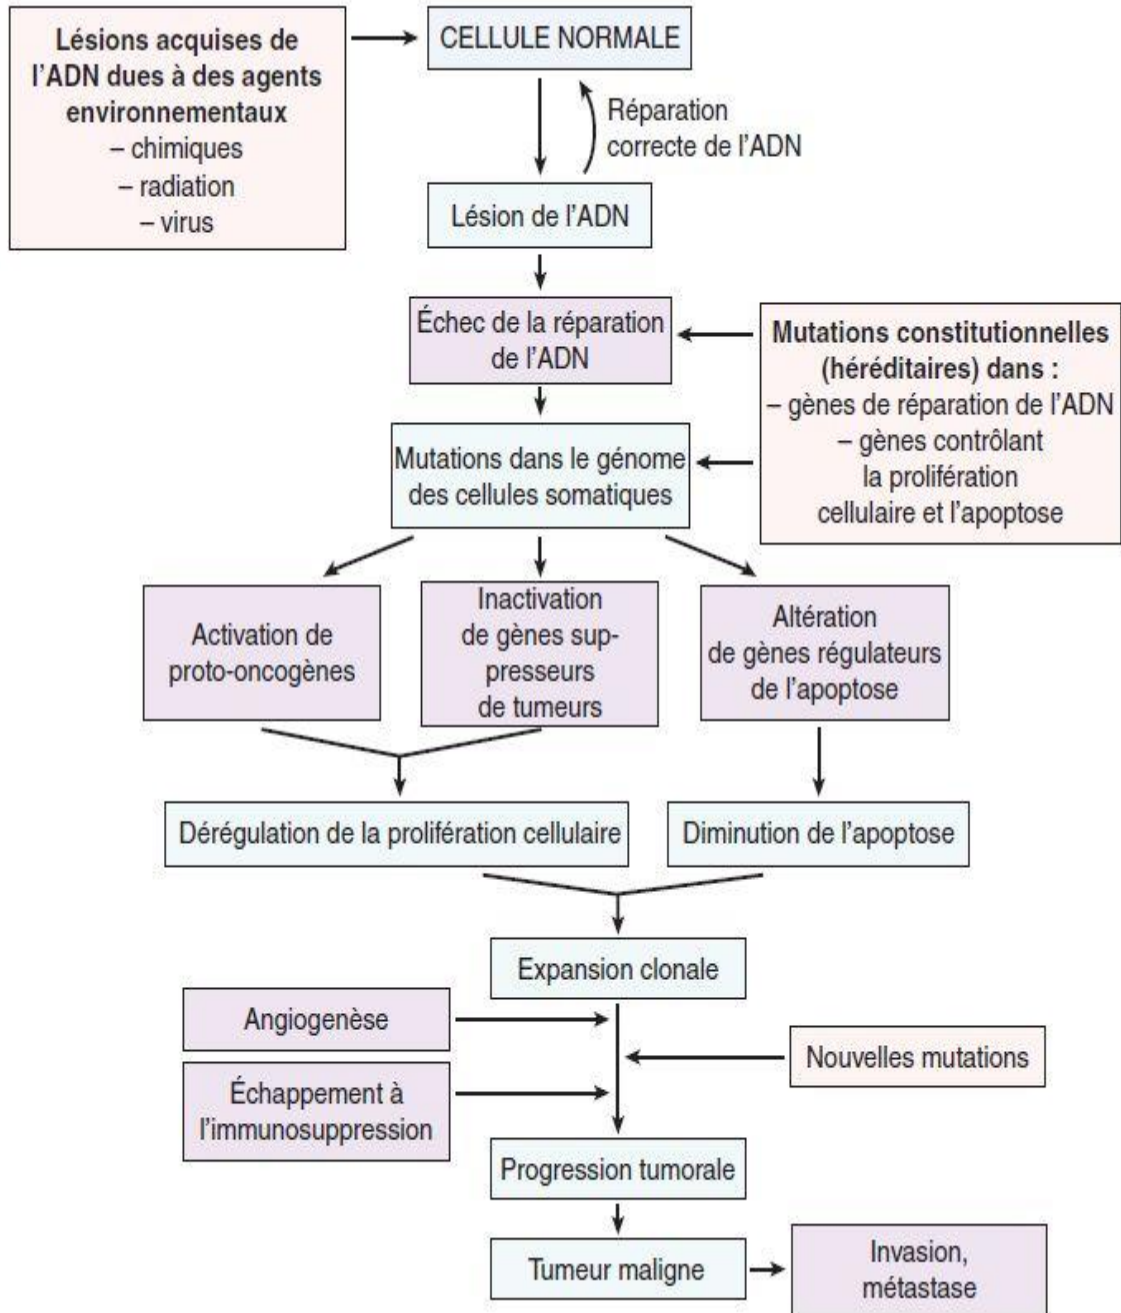 Lésions acquises de
l'ADN dues à des agents
environnementaux
– chimiques
– radiation
– virus
CELLULE NORMALE
Réparation
correcte de l'ADN
Lésion de l'ADN
Échec de la réparation
de l'ADN
Mutations constitutionnelles
(héréditaires) dans :
– gènes de réparation de l'ADN
– gènes contrôlant
la prolifération
cellulaire et l'apoptose
Mutations dans le génome
des cellules somatiques
Activation de
proto-oncogènes
Inactivation
de gènes sup-
presseurs
de tumeurs
Altération
de gènes régulateurs
de l'apoptose
Dérégulation de la prolifération cellulaire
Diminution de l'apoptose
Expansion clonale
Angiogenèse
Nouvelles mutations
Échappement à
l'immunosuppression
Progression tumorale
Tumeur maligne
Invasion,
métastase